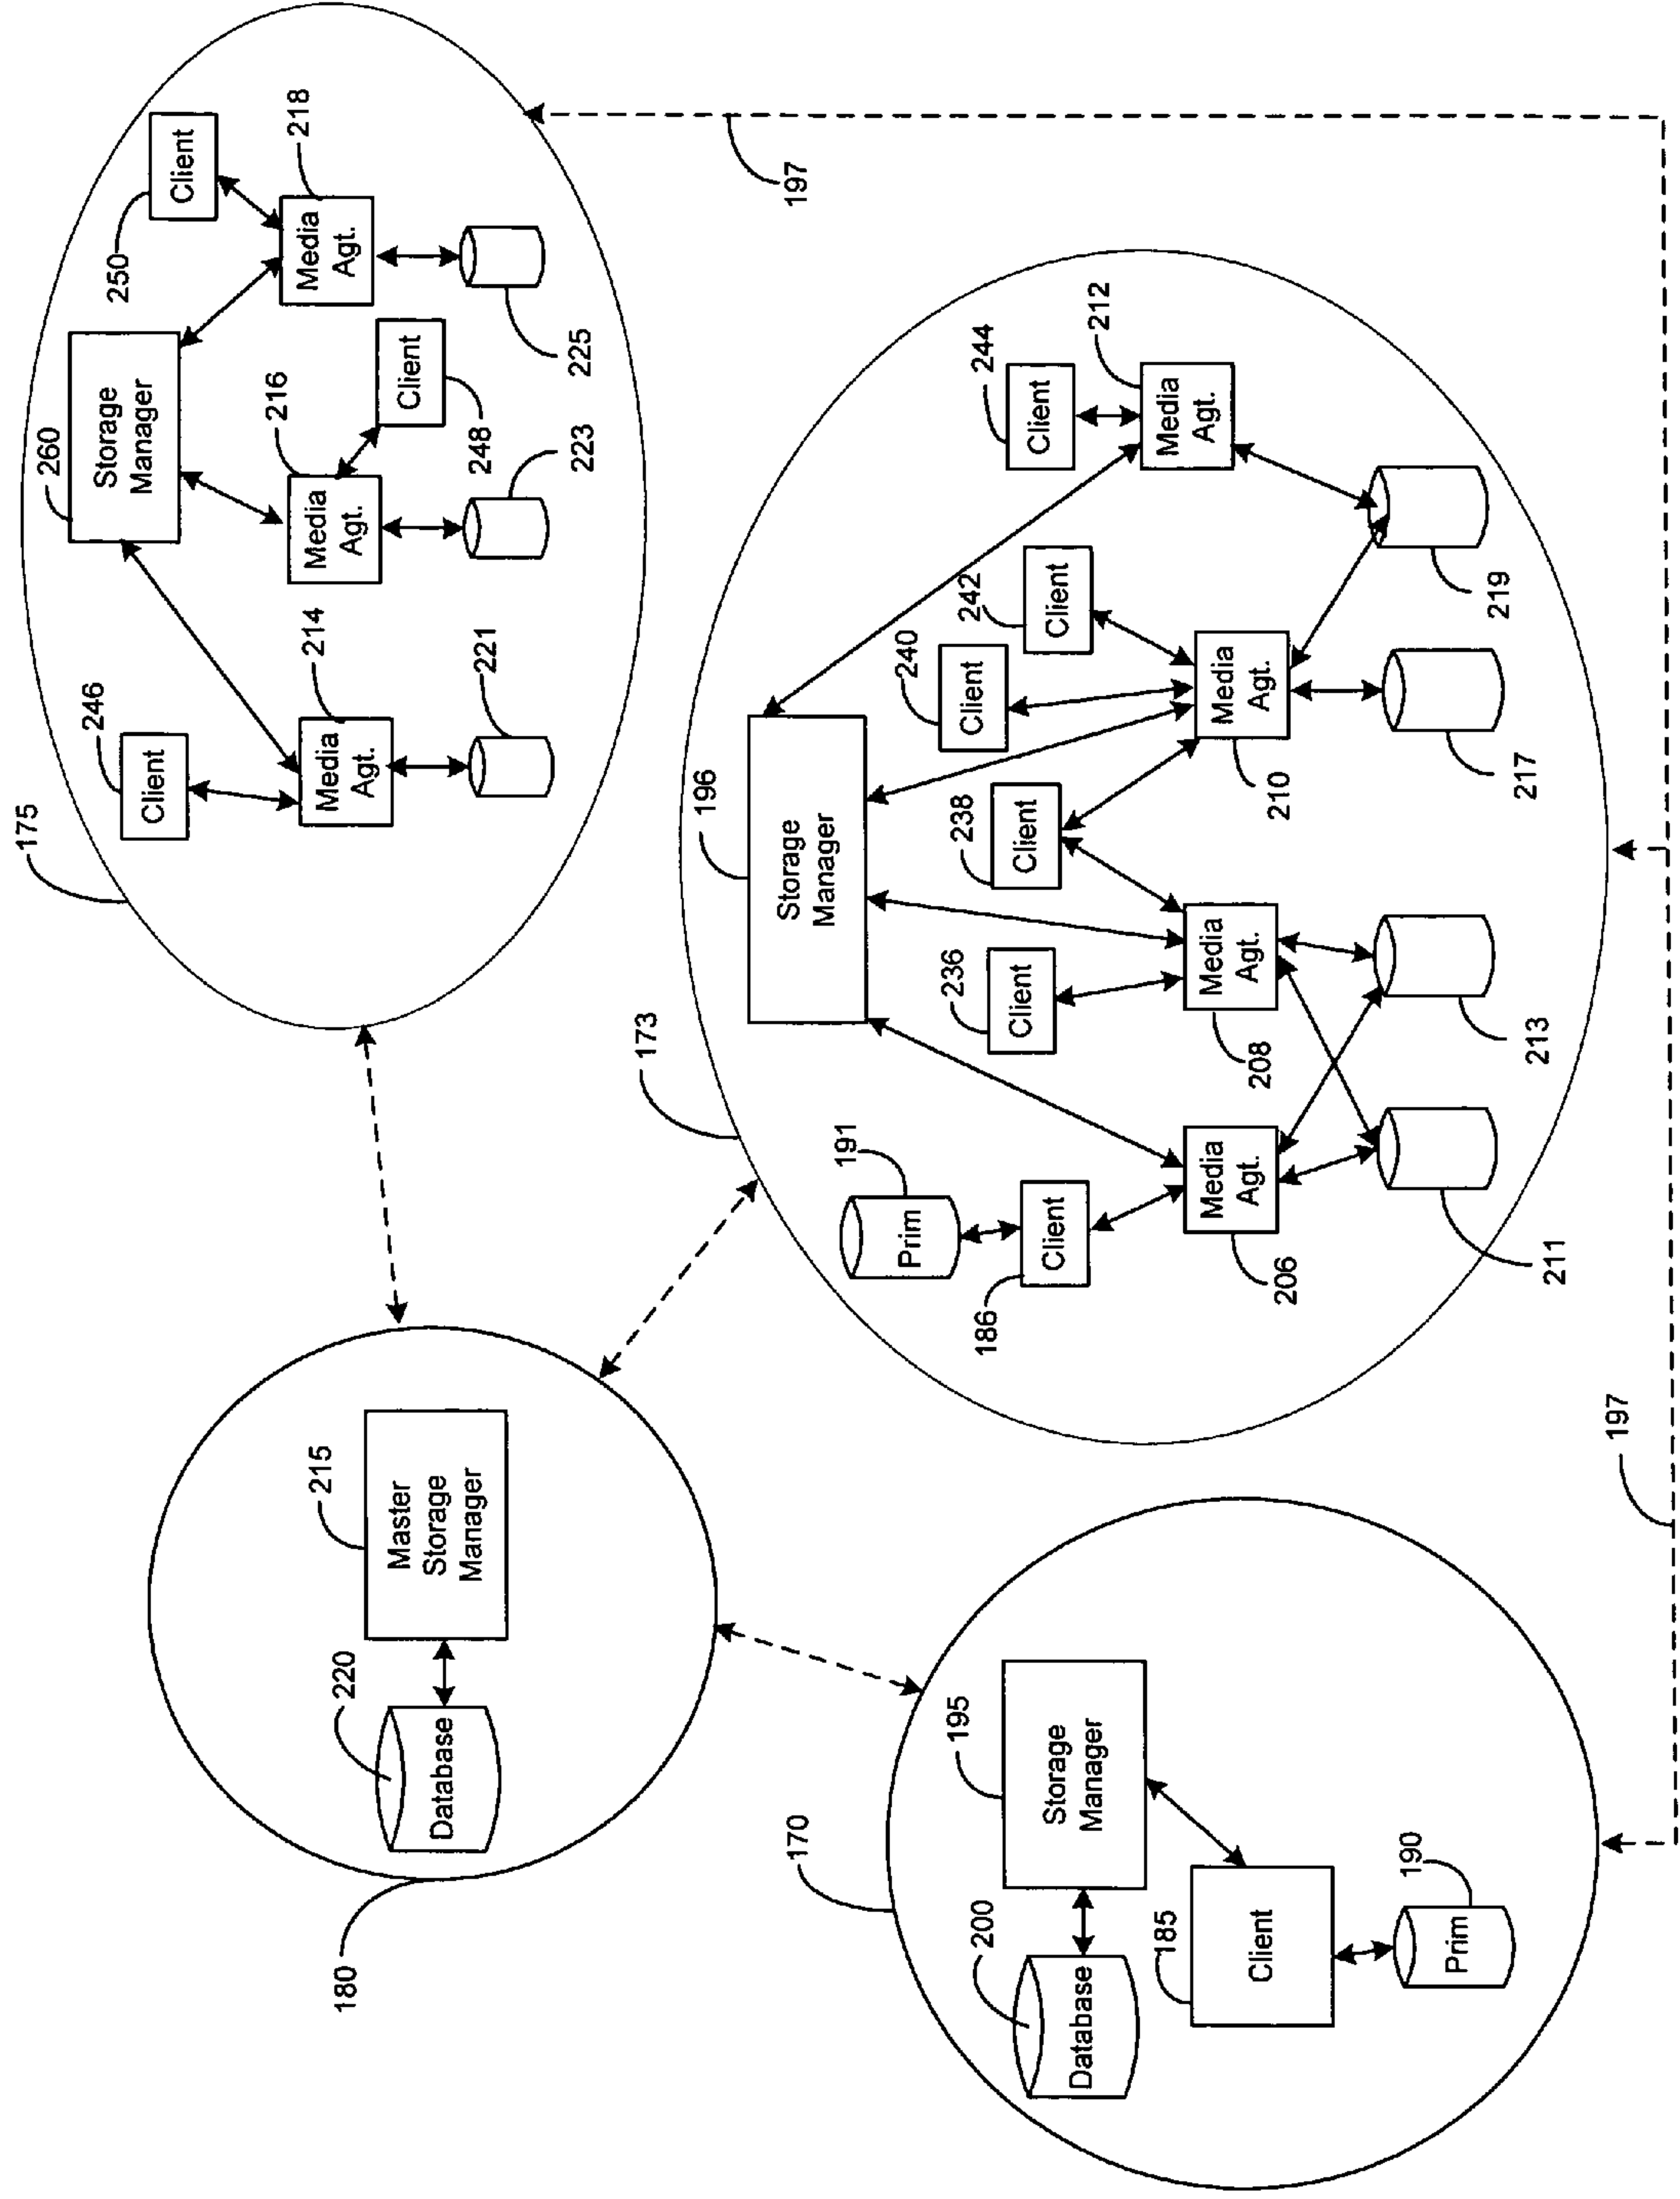 175
260
Storage
Manager
246
Client
214
Media
Agt.
221
216
Media
Agt.
Client
248
223
250
Client
218
Media
Agt.
225
197
180
220
Database
215
Master
Storage
Manager
173
196
Storage
Manager
191
Prim
186
Client
236
Client
238
Client
240
Client
242
Client
244
Client
206
Media
Agt.
208
Media
Agt.
210
Media
Agt.
212
Media
Agt.
211
213
217
219
170
195
Storage
Manager
200
Database
185
Client
190
Prim
197